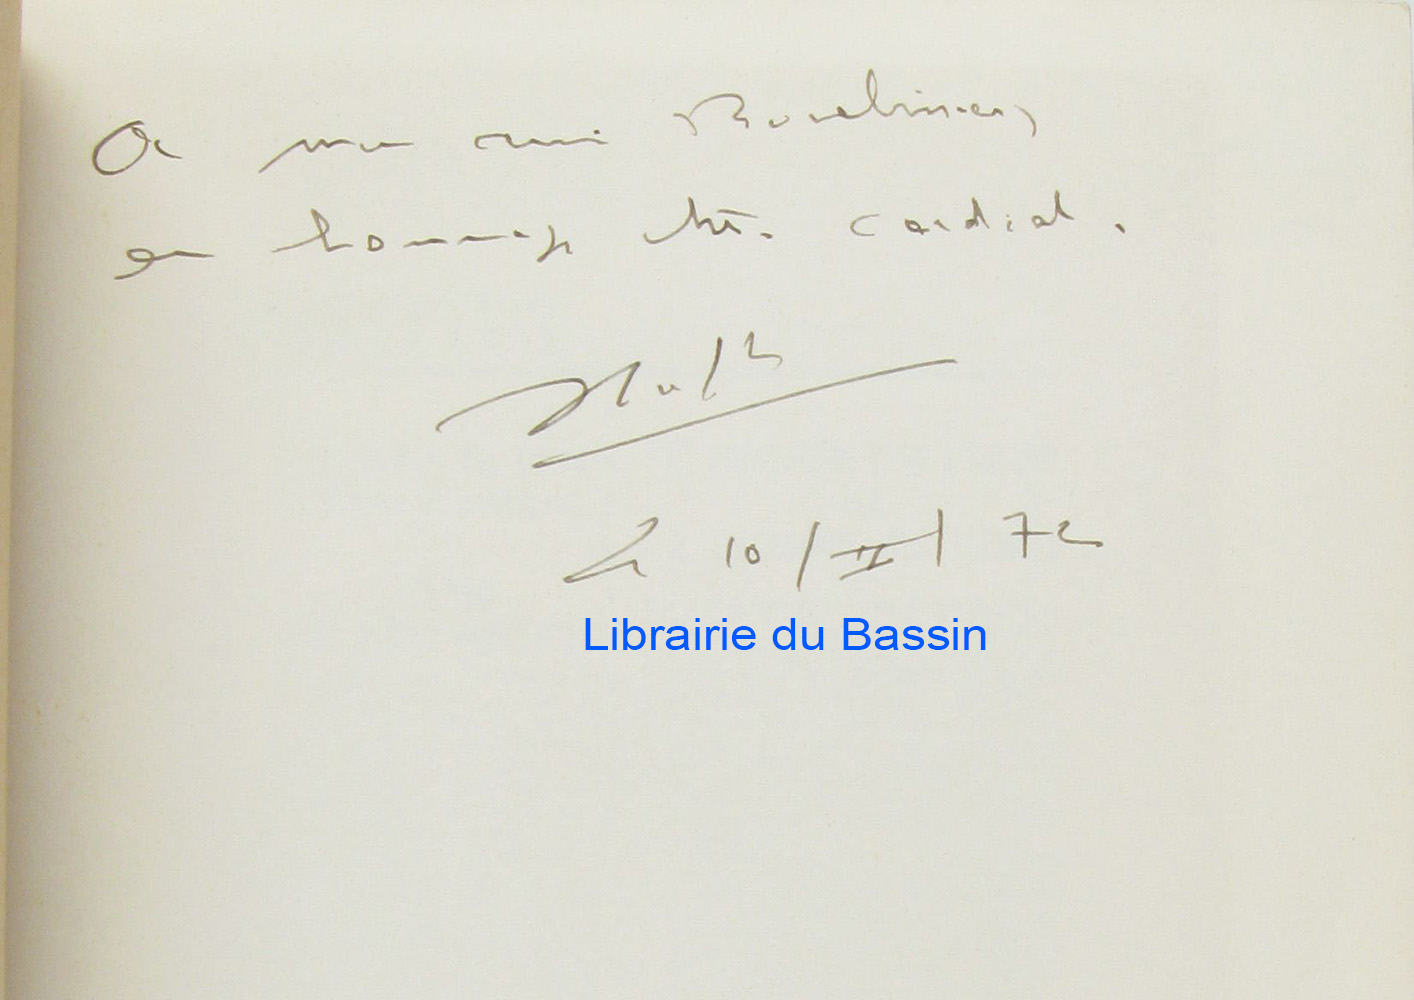 A mon ami
en hommage très cordial.
le 10/II/72
Librairie du Bassin